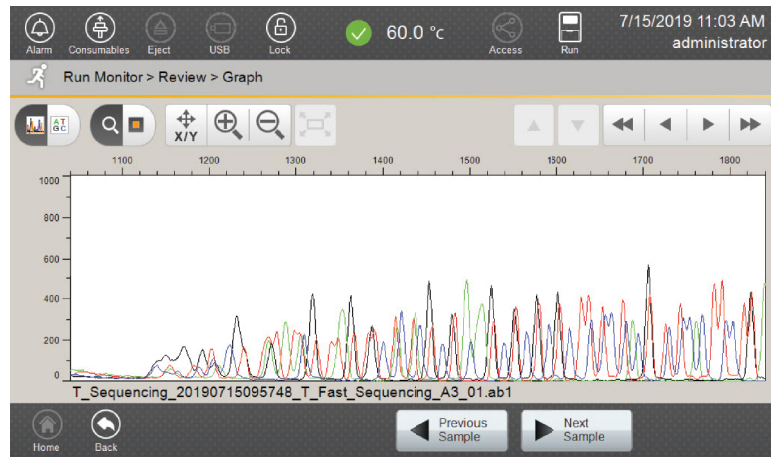 7/15/2019 11:03 AM
60.0 °c
administrator
Alarm Consumables Eject USB Lock Access Run
Run Monitor > Review > Graph
A T
G C
X/Y
1100 1200 1300 1400 1500 1600 1700 1800
1000
800
600
400
200
0
T_Sequencing_20190715095748_T_Fast_Sequencing_A3_01.ab1
Previous
Sample
Next
Sample
Home Back